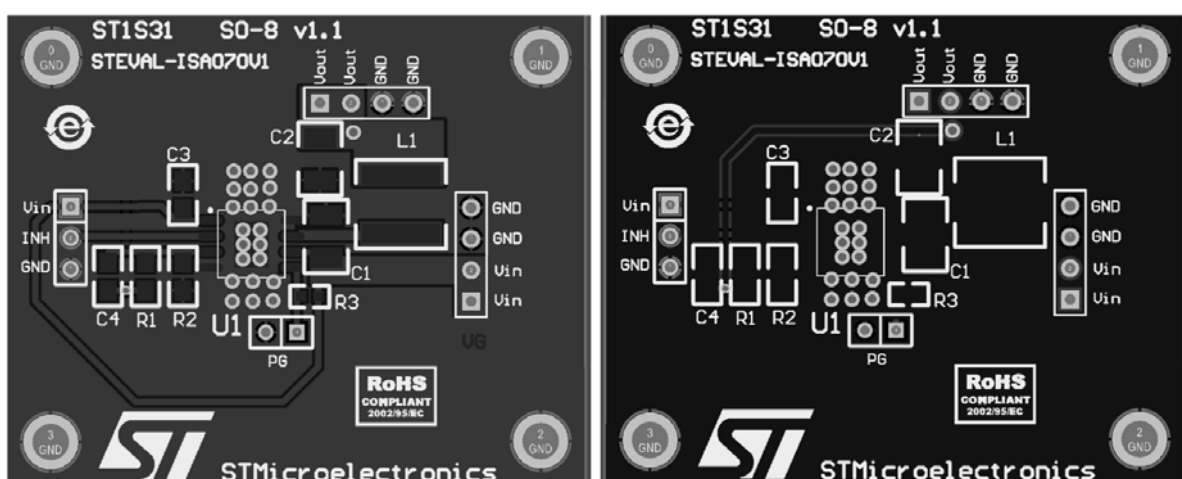 ST1S31 SO-8 v1.1
STEVAL-ISA070V1
0
GND
1
GND
Vout
Vout
GND
GND
C2
L1
C3
e
Vin
INH
GND
GND
GND
Vin
Vin
C1
C4
R1
R2
U1
R3
PG
VG
RoHS
COMPLIANT
2002/95/EC
3
GND
2
GND
ST
STMicroelectronics
ST1S31 SO-8 v1.1
STEVAL-ISA070V1
0
GND
1
GND
Vout
Vout
GND
GND
C2
L1
C3
e
Vin
INH
GND
GND
GND
Vin
Vin
C1
C4
R1
R2
U1
R3
PG
RoHS
COMPLIANT
2002/95/EC
3
GND
2
GND
ST
STMicroelectronics